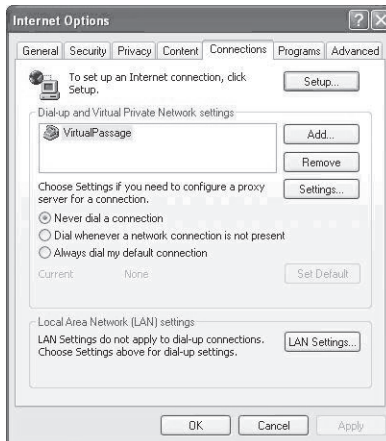 Internet Options
General Security Privacy Content Connections Programs Advanced
To set up an Internet connection, click
Setup.
Setup...
Dial-up and Virtual Private Network settings
VirtualPassage
Add...
Remove
Choose Settings if you need to configure a proxy
server for a connection.
Settings...
Never dial a connection
Dial whenever a network connection is not present
Always dial my default connection
Current None Set Default
Local Area Network (LAN) settings
LAN Settings do not apply to dial-up connections.
Choose Settings above for dial-up settings.
LAN Settings...
OK Cancel Apply